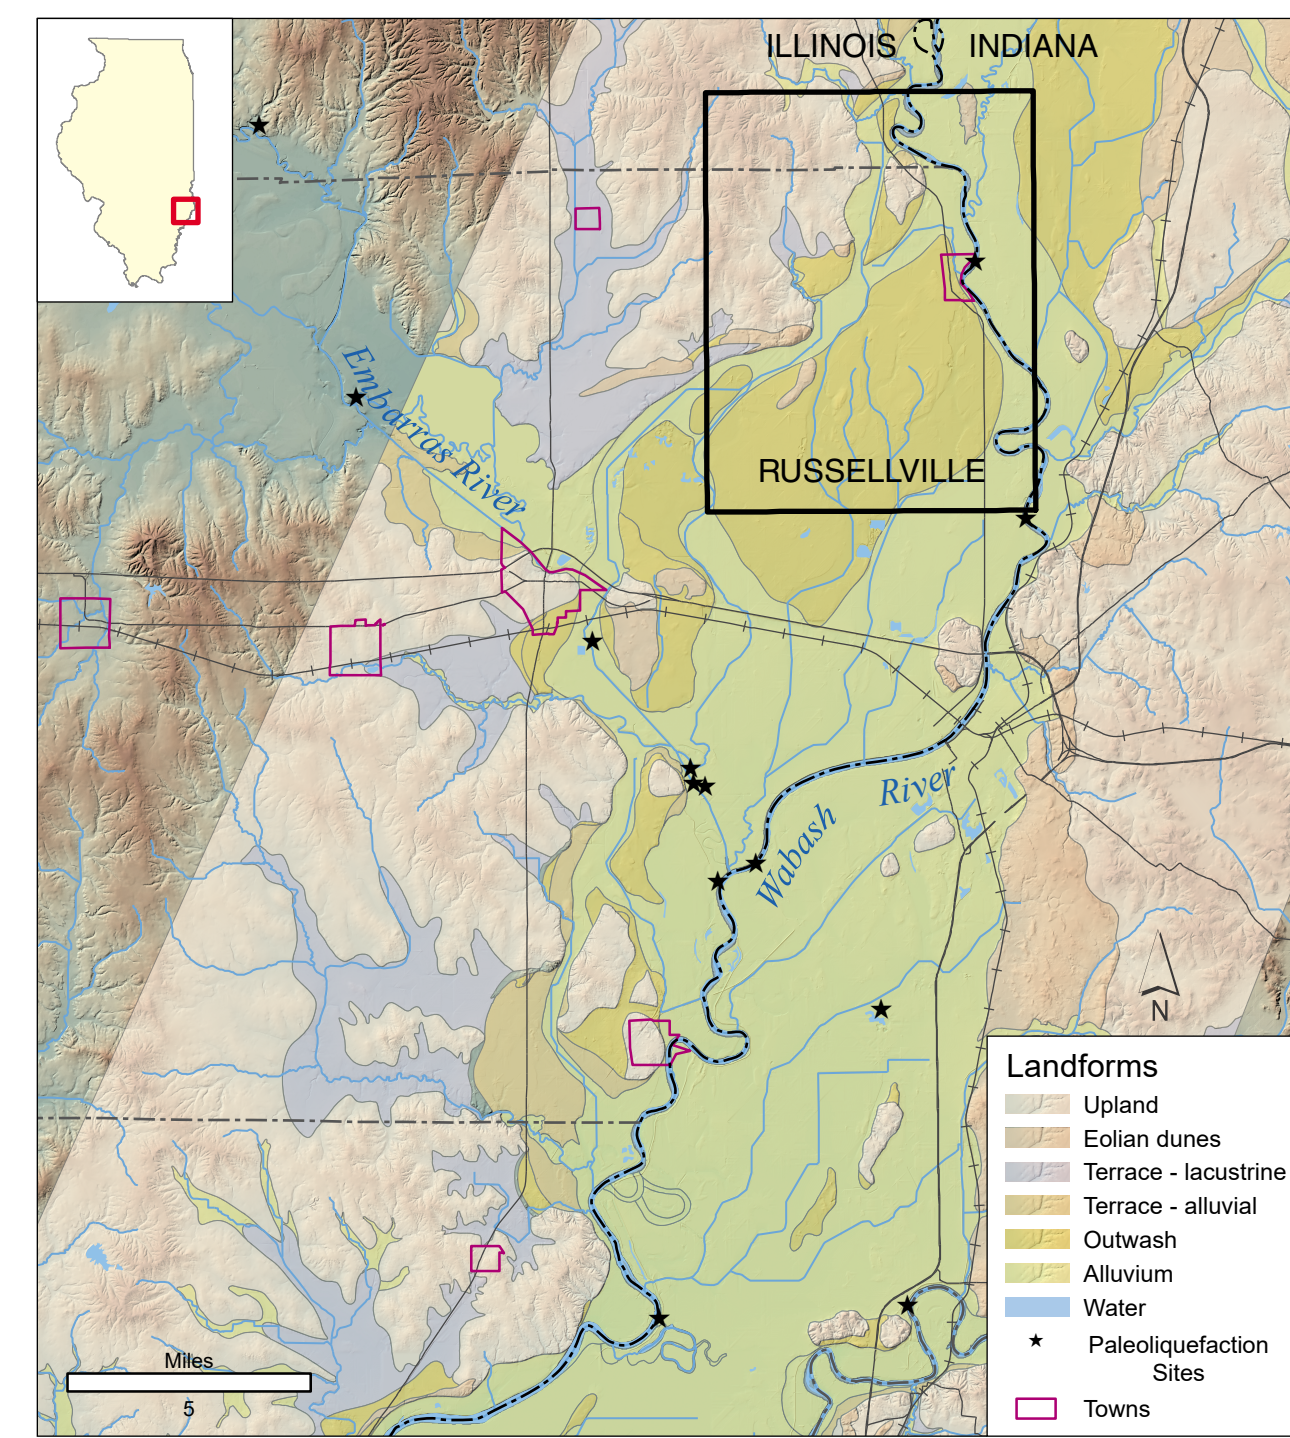 ILLINOIS
INDIANA
Embarras River
RUSSELLVILLE
Wabash
River
N
Landforms
Upland
Eolian dunes
Terrace - lacustrine
Terrace - alluvial
Outwash
Alluvium
Water
Paleoliquefaction
Sites
Towns
Miles
5